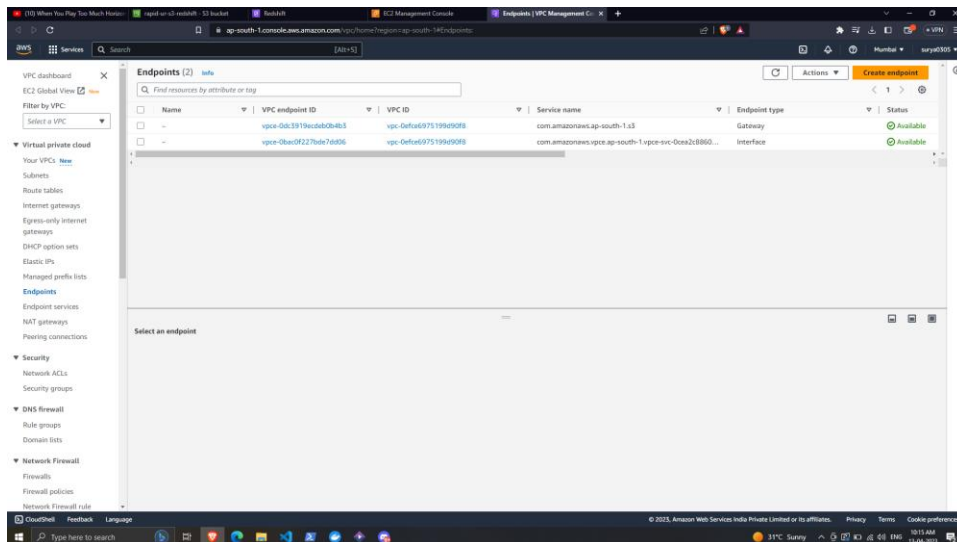 (10) When You Play Too Much Horizon
rapid-ur-s3-redshift - S3 bucket
Redshift
EC2 Management Console
Endpoints | VPC Management Co
ap-south-1.console.aws.amazon.com/vpc/home?region=ap-south-1#Endpoints:
VPN
aws
Services
Search
[Alt+S]
Mumbai
surya0305
VPC dashboard
EC2 Global View
New
Filter by VPC:
Select a VPC
Virtual private cloud
Your VPCs New
Subnets
Route tables
Internet gateways
Egress-only internet
gateways
DHCP option sets
Elastic IPs
Managed prefix lists
Endpoints
Endpoint services
NAT gateways
Peering connections
Security
Network ACLs
Security groups
DNS firewall
Rule groups
Domain lists
Network Firewall
Firewalls
Firewall policies
Network Firewall rule
Endpoints (2) Info
Actions
Create endpoint
Find resources by attribute or tag
1
Name VPC endpoint ID VPC ID Service name Endpoint type Status
– vpce-0dc3919ecdeb0b4b3 vpc-0efce6975199d90f8 com.amazonaws.ap-south-1.s3 Gateway Available
– vpce-0bac0f227bde7dd06 vpc-0efce6975199d90f8 com.amazonaws.vpce.ap-south-1.vpce-svc-0cea2c8860... Interface Available
Select an endpoint
CloudShell Feedback Language
© 2023, Amazon Web Services India Private Limited or its affiliates. Privacy Terms Cookie preference
Type here to search
31°C Sunny
ENG
10:15 AM